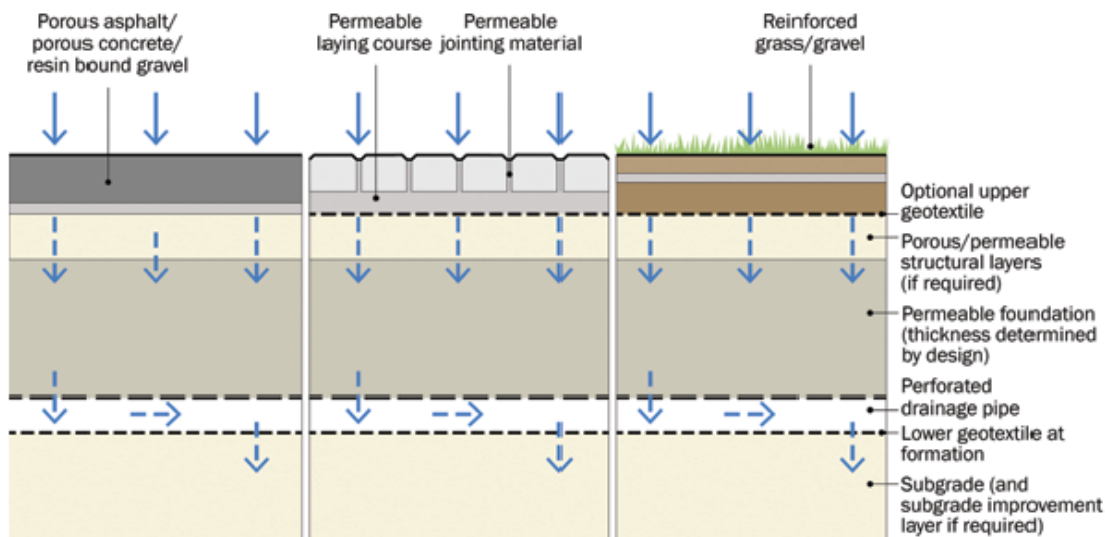 Porous asphalt/
porous concrete/
resin bound gravel
Permeable
laying course
Permeable
jointing material
Reinforced
grass/gravel
Optional upper
geotextile
Porous/permeable
structural layers
(if required)
Permeable foundation
(thickness determined
by design)
Perforated
drainage pipe
Lower geotextile at
formation
Subgrade (and
subgrade improvement
layer if required)